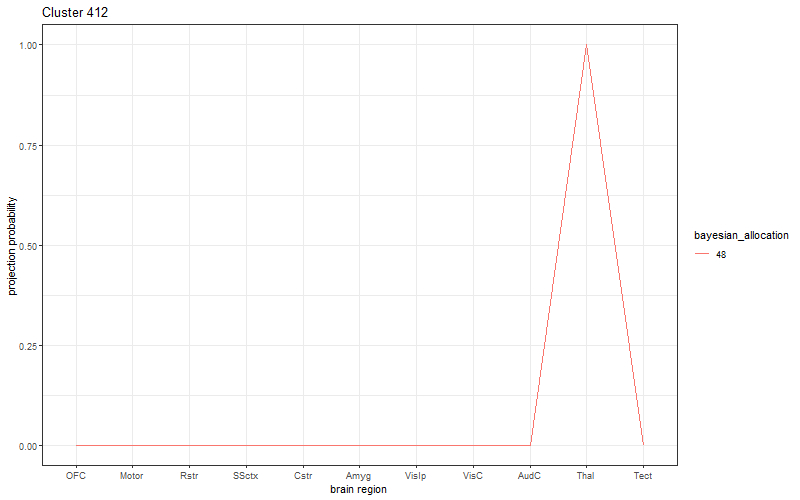 Cluster 412
1.00
0.75
0.50
0.25
0.00
projection probability
OFC Motor Rstr SSctx Cstr Amyg VisIp VisC AudC Thal Tect
brain region
bayesian_allocation
48